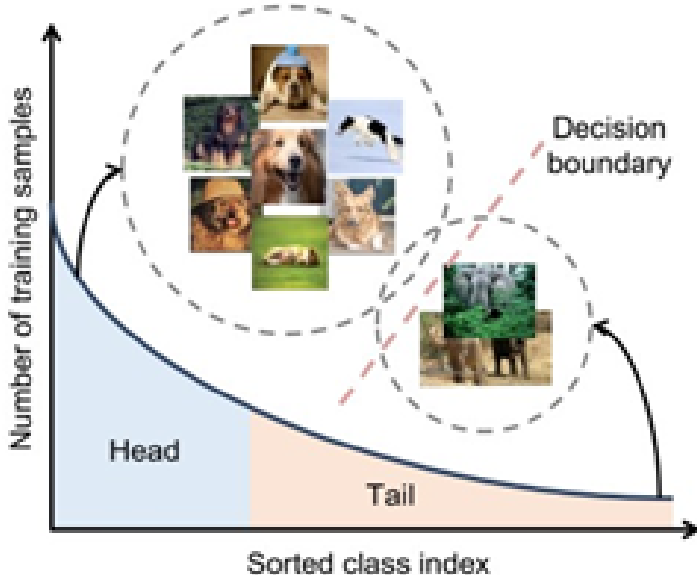 Number of training samples
Decision
boundary
Head
Tail
Sorted class index